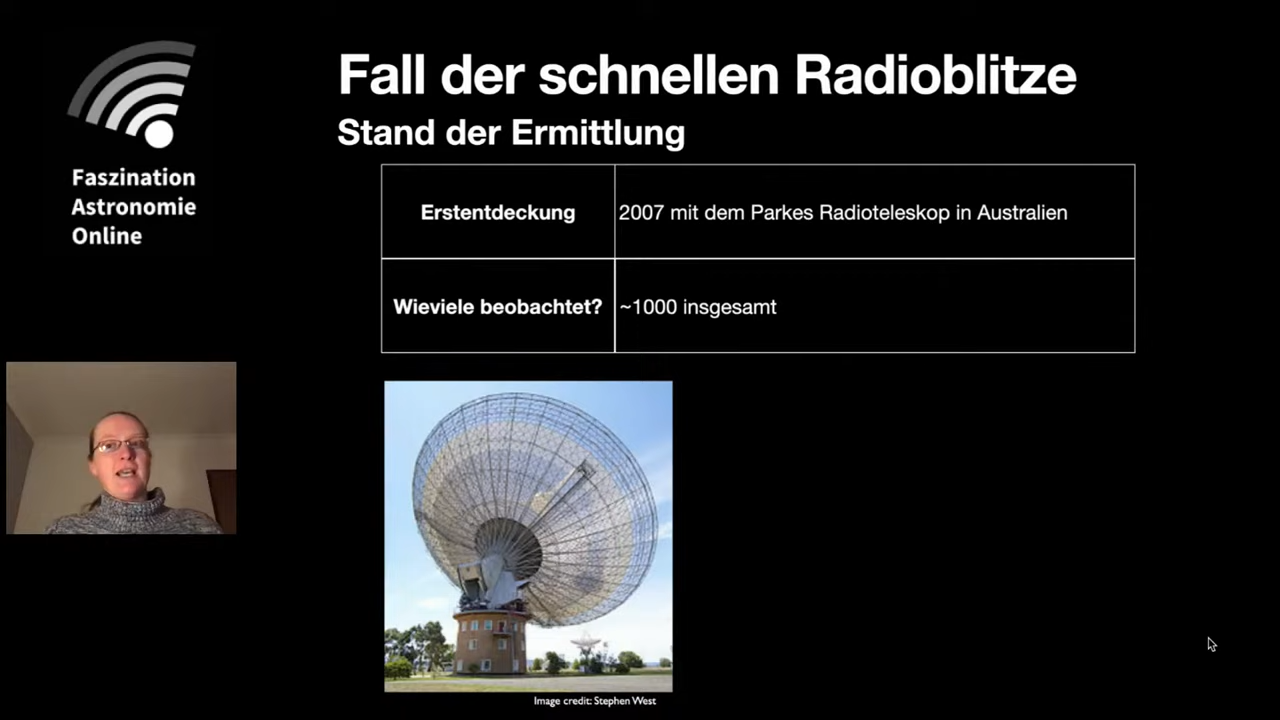 Fall der schnellen Radioblitze
Stand der Ermittlung
Faszination
Astronomie
Online
Erstentdeckung
2007 mit dem Parkes Radioteleskop in Australien
Wieviele beobachtet?
~1000 insgesamt
Image credit: Stephen West